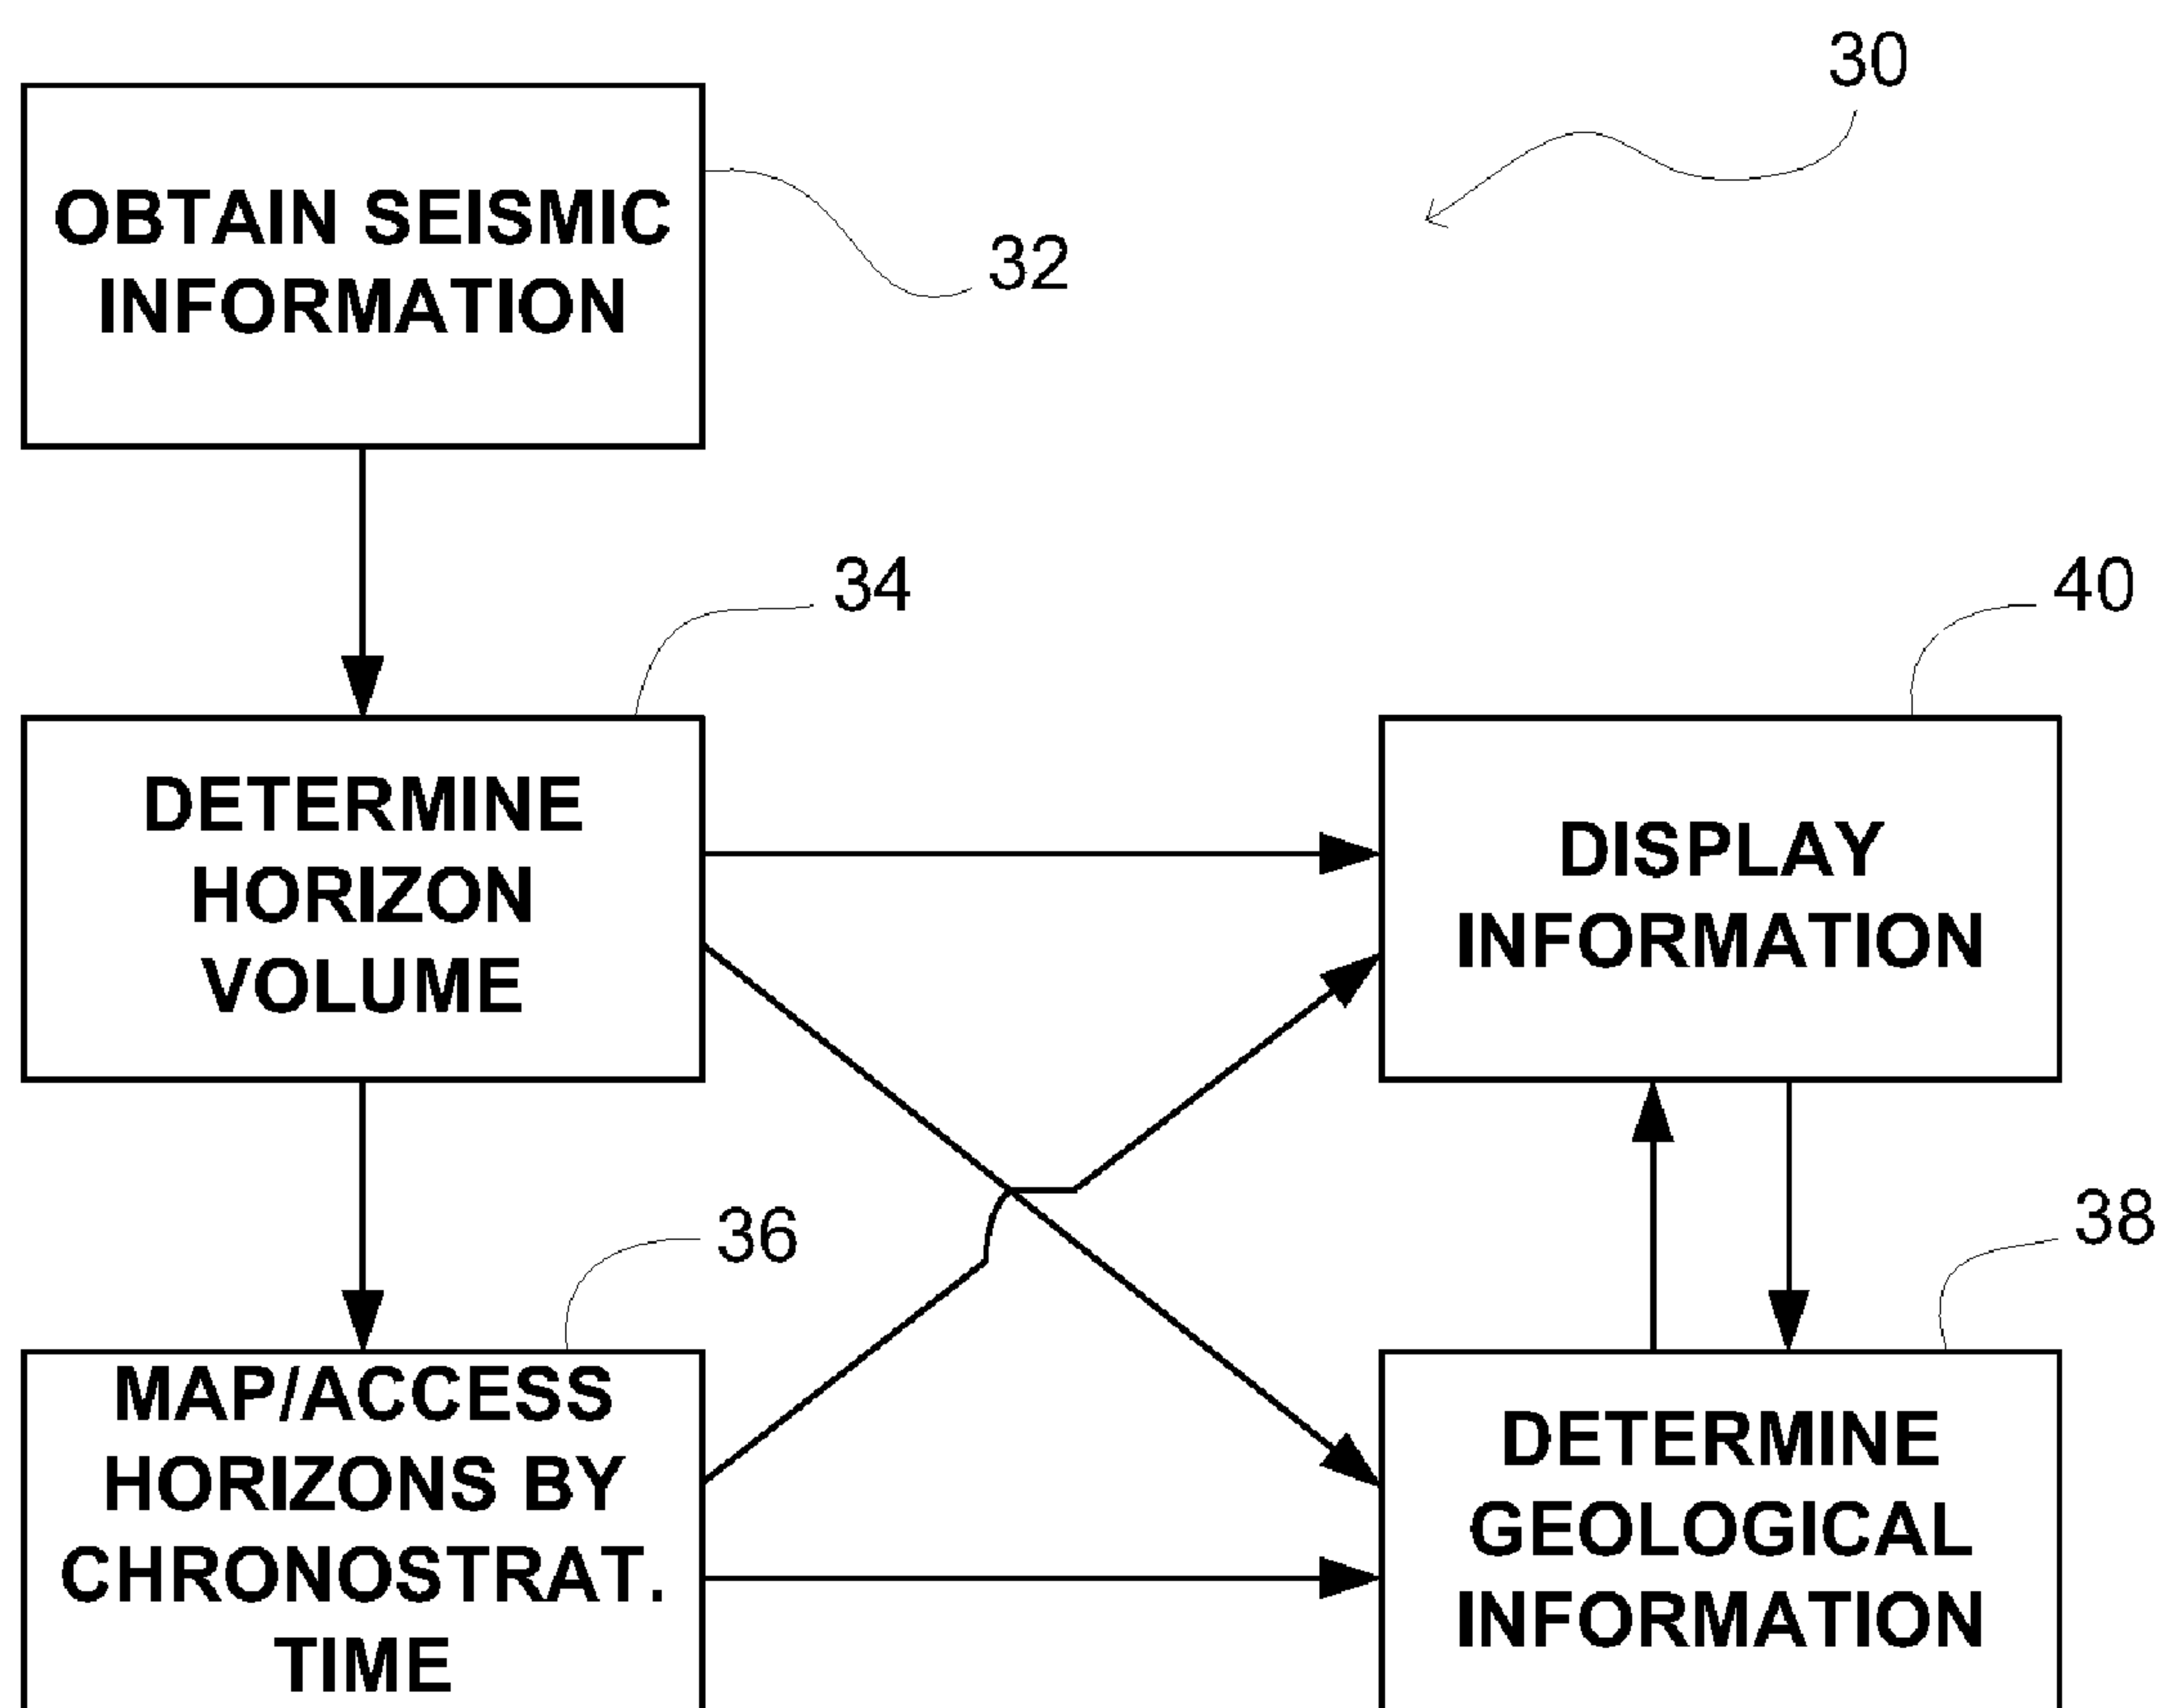 30
OBTAIN SEISMIC
INFORMATION
32
34
40
DETERMINE
HORIZON
VOLUME
DISPLAY
INFORMATION
36
38
MAP/ACCESS
HORIZONS BY
CHRONOSTRAT.
TIME
DETERMINE
GEOLOGICAL
INFORMATION